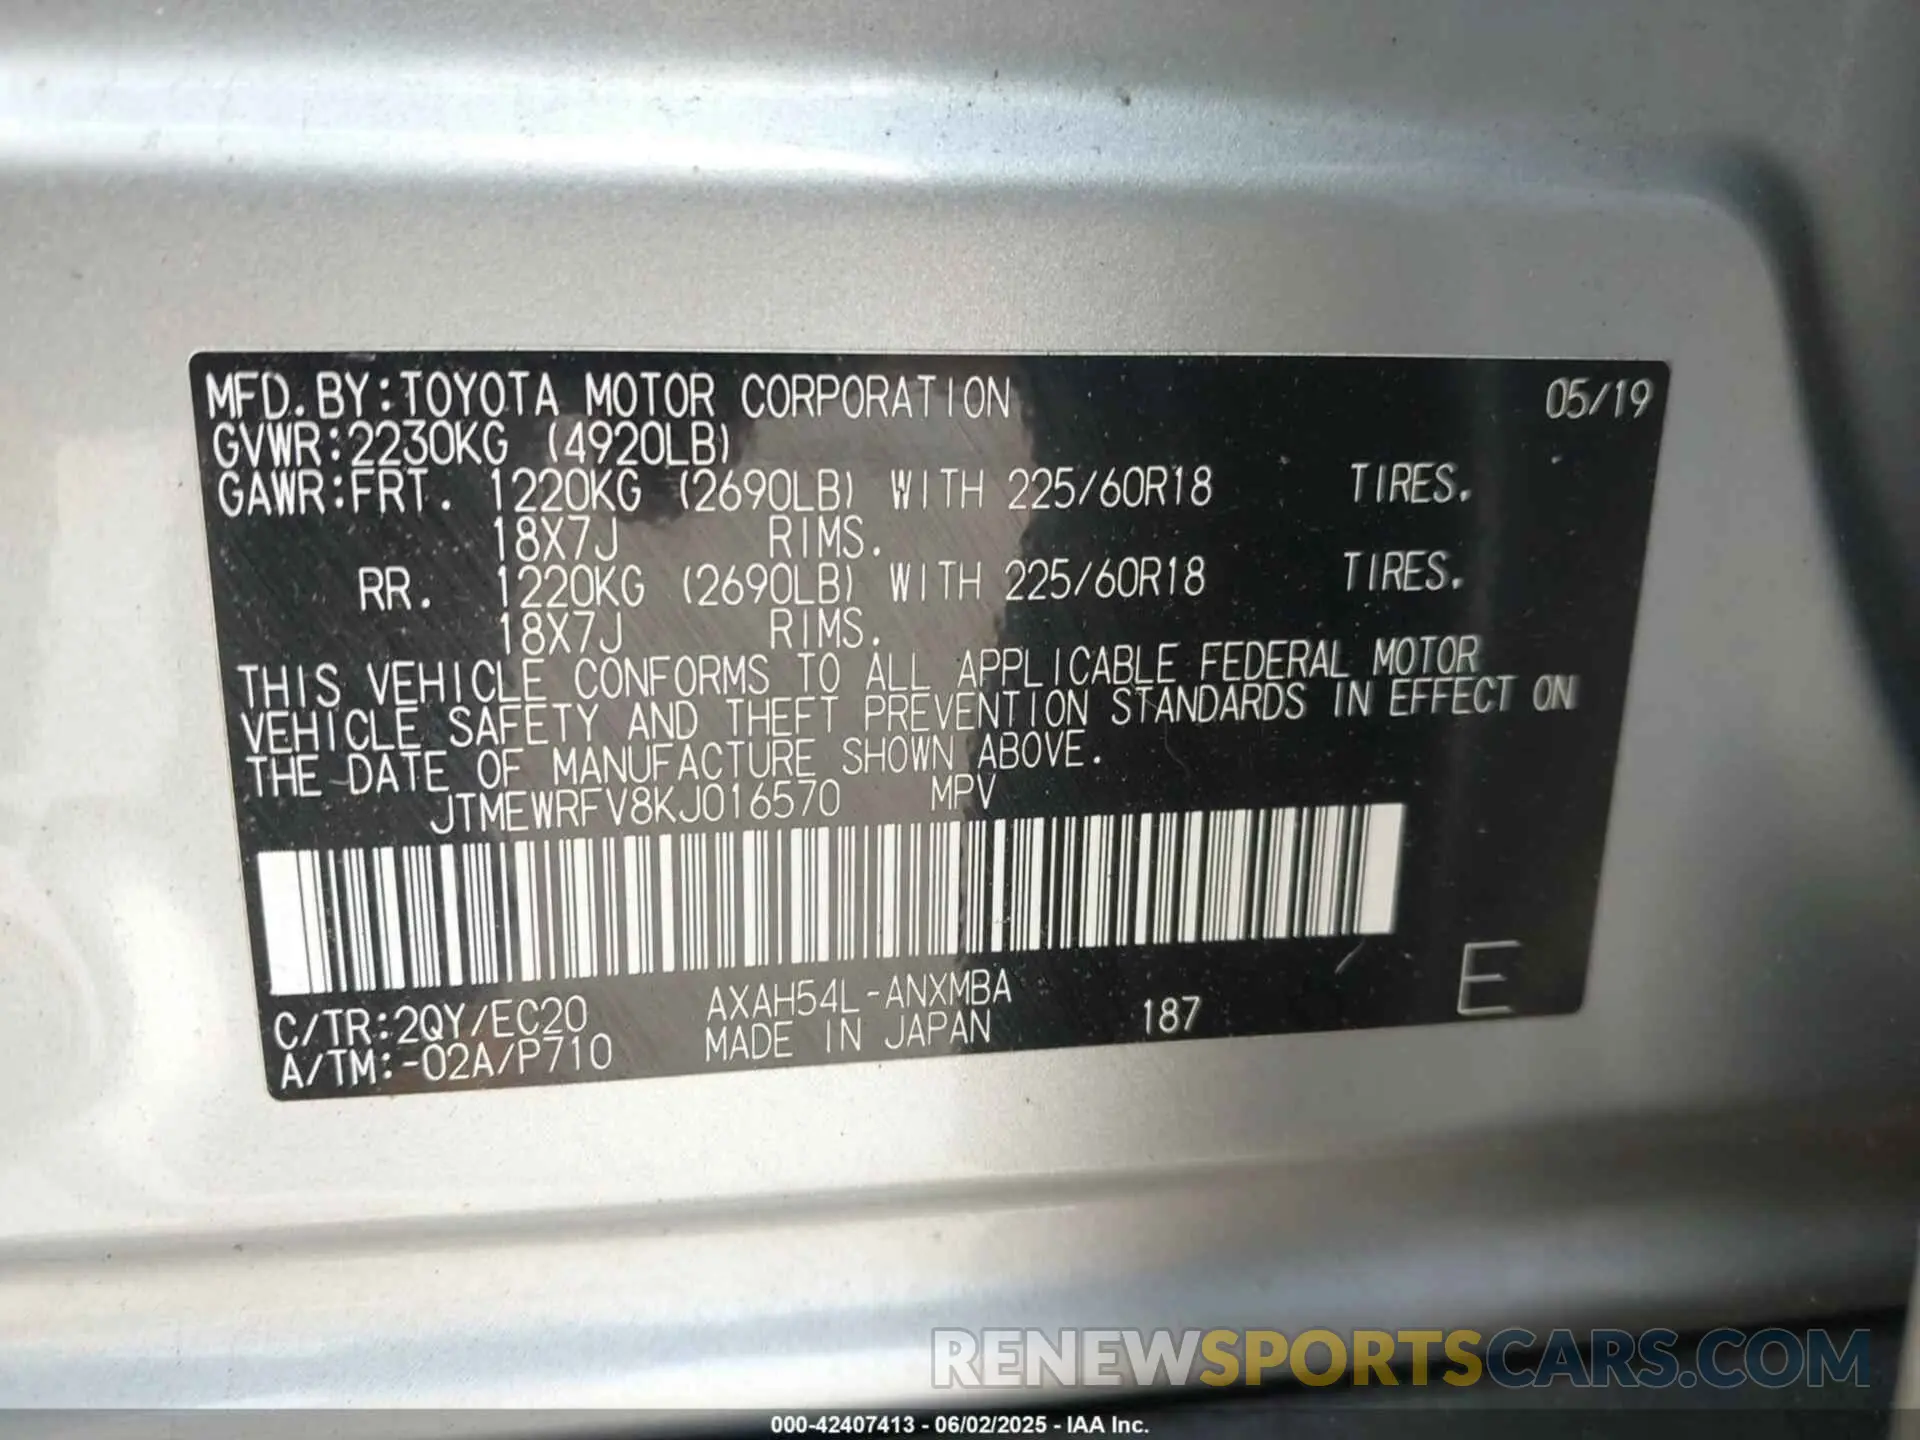 MFD. BY: TOYOTA MOTOR CORPORATION 05/19
GVWR: 2230KG (4920LB)
GAWR: FRT. 1220KG (2690LB) WITH 225/60R18 TIRES.
18X7J RIMS.
RR. 1220KG (2690LB) WITH 225/60R18 TIRES.
18X7J RIMS.
THIS VEHICLE CONFORMS TO ALL APPLICABLE FEDERAL MOTOR
VEHICLE SAFETY AND THEFT PREVENTION STANDARDS IN EFFECT ON
THE DATE OF MANUFACTURE SHOWN ABOVE.
JTMEWRFV8KJ016570 MPV
C/TR: 2QY/EC20 AXAH54L-ANXMBA 187 E
A/TM: -02A/P710 MADE IN JAPAN
RENEWSPORTSCARS.COM
000-42407413 - 06/02/2025 - IAA Inc.